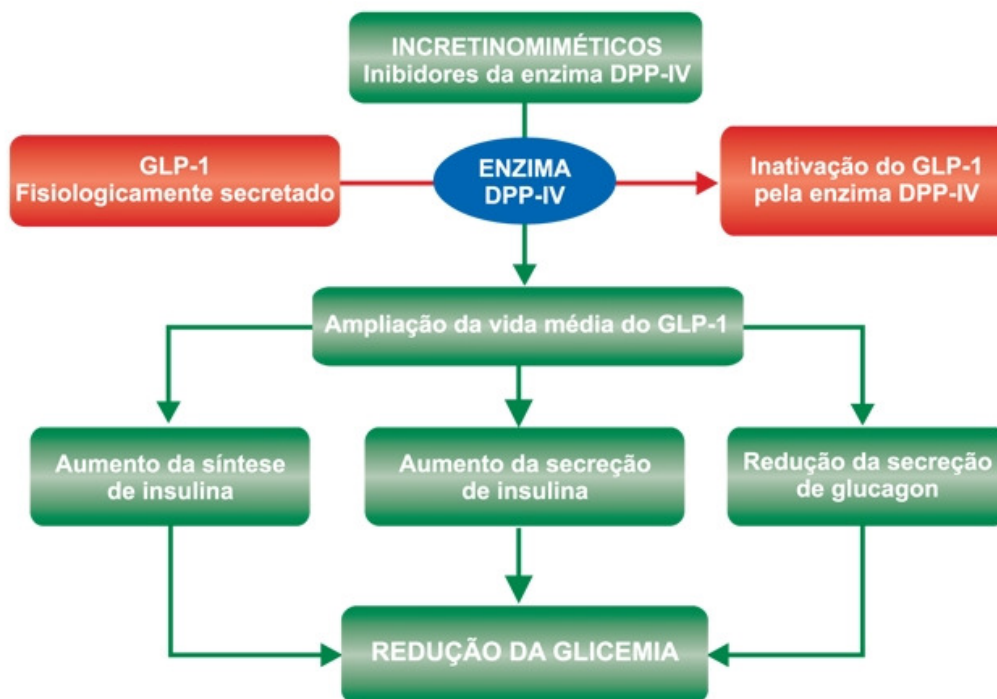 INCRETINOMIMÉTICOS
Inibidores da enzima DPP-IV
GLP-1
Fisiologicamente secretado
ENZIMA
DPP-IV
Inativação do GLP-1
pela enzima DPP-IV
Ampliação da vida média do GLP-1
Aumento da síntese
de insulina
Aumento da secreção
de insulina
Redução da secreção
de glucagon
REDUÇÃO DA GLICEMIA